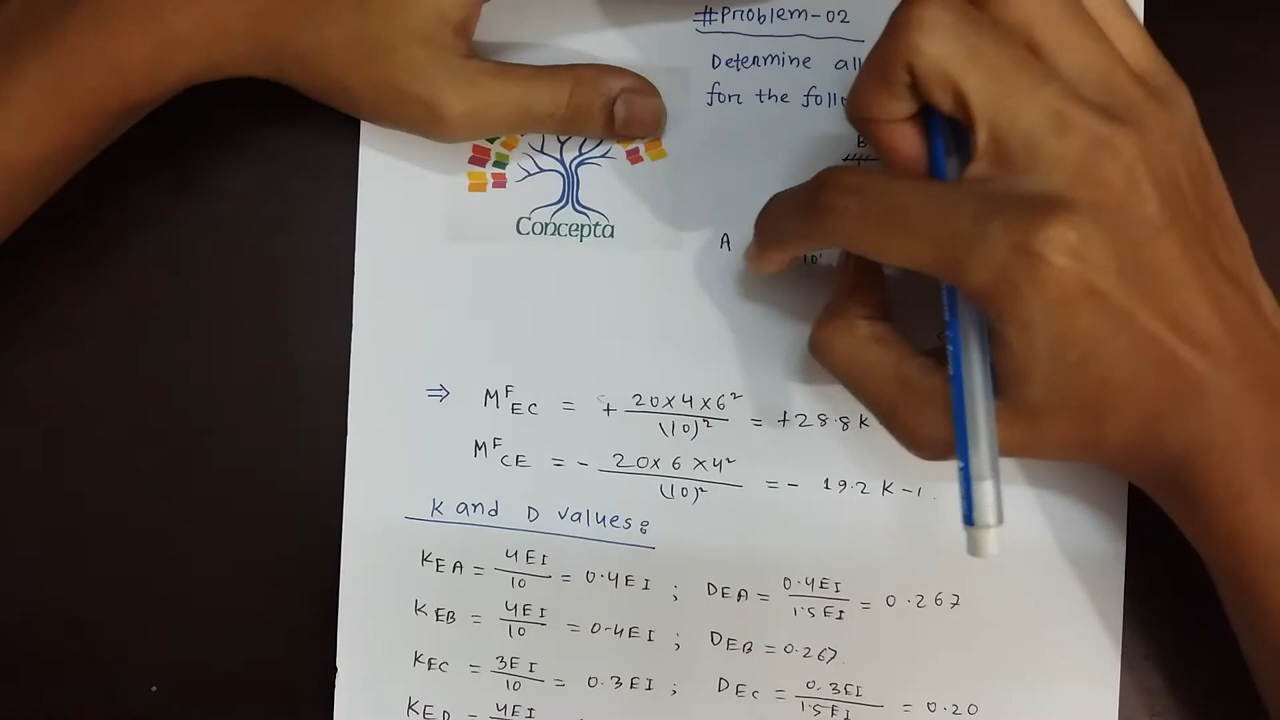 #Problem-02
Determine all
for the follo
B
Concepta
A
10'
⇒ M^F_EC = + 20×4×6² / (10)² = +28.8 K
M^F_CE = - 20×6×4² / (10)² = - 19.2 K-'.
K and D values:
K_EA = 4EI / 10 = 0.4EI ; D_EA = 0.4EI / 1.5EI = 0.267
K_EB = 4EI / 10 = 0.4EI ; D_EB = 0.267.
K_EC = 3EI / 10 = 0.3EI ; D_EC = 0.3EI / 1.5EI = 0.20
K_ED = 4EI